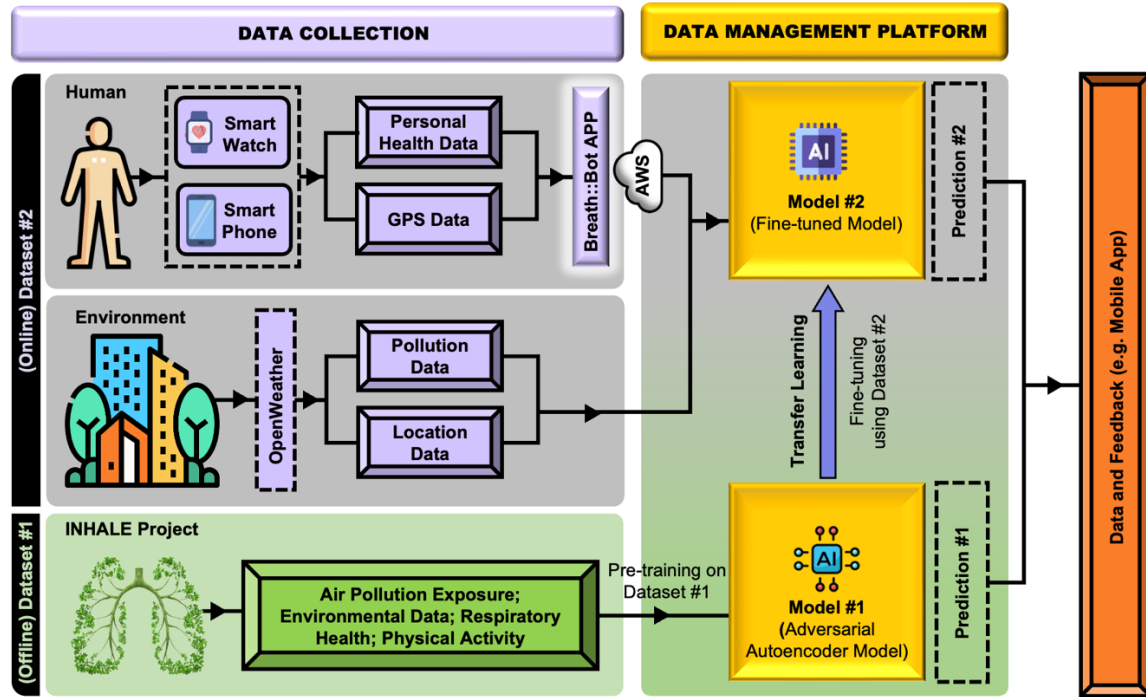 DATA COLLECTION
DATA MANAGEMENT PLATFORM
(Online) Dataset #2
Human
Smart
Watch
Smart
Phone
Personal
Health Data
GPS Data
Breath::Bot APP
AWS
Environment
OpenWeather
Pollution
Data
Location
Data
(Offline) Dataset #1
INHALE Project
Air Pollution Exposure;
Environmental Data; Respiratory
Health; Physical Activity
Pre-training on
Dataset #1
AI
Model #2
(Fine-tuned Model)
Prediction #2
Transfer Learning
Fine-tuning
using Dataset #2
AI
Model #1
(Adversarial
Autoencoder Model)
Prediction #1
Data and Feedback (e.g. Mobile App)